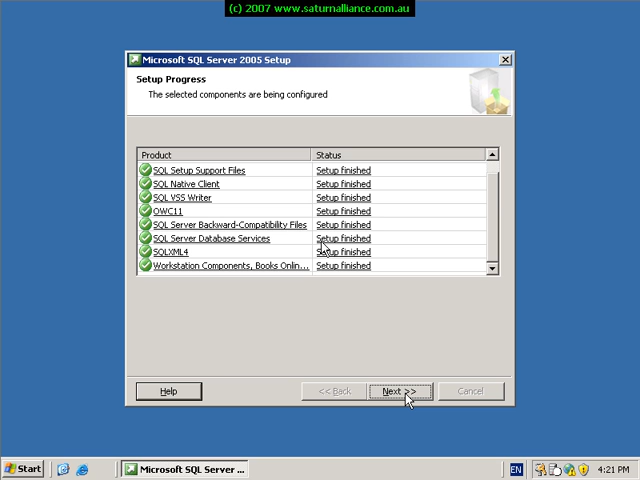 (c) 2007 www.saturnalliance.com.au
Microsoft SQL Server 2005 Setup
Setup Progress
The selected components are being configured
Product Status
SQL Setup Support Files Setup finished
SQL Native Client Setup finished
SQL VSS Writer Setup finished
OWC11 Setup finished
SQL Server Backward-Compatibility Files Setup finished
SQL Server Database Services Setup finished
SQLXML4 Setup finished
Workstation Components, Books Onlin... Setup finished
Help << Back Next >> Cancel
Start Microsoft SQL Server ... EN 4:21 PM